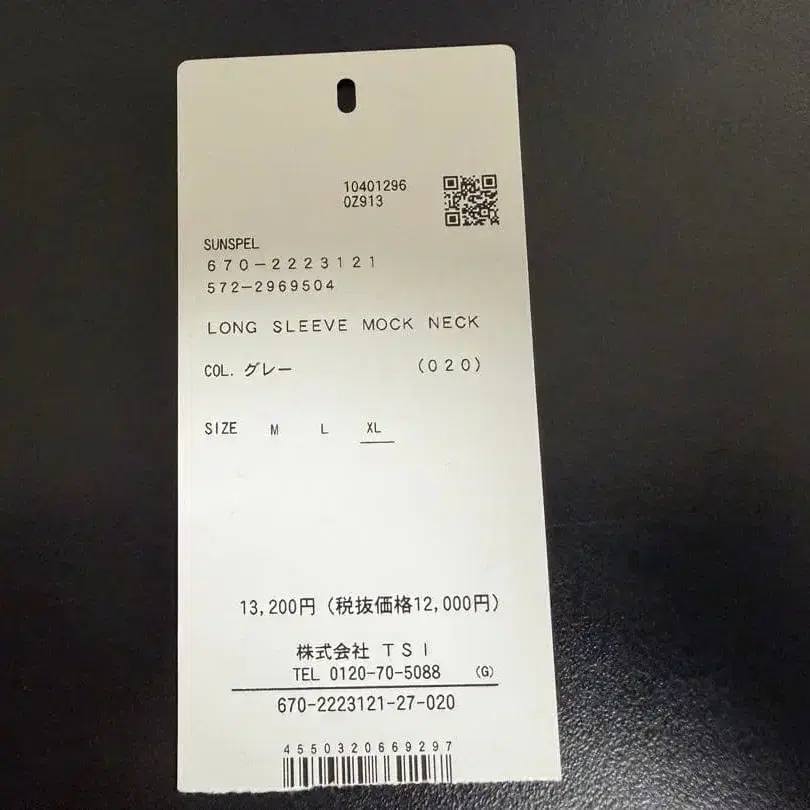 10401296
0Z913
SUNSPEL
670-2223121
572-2969504
LONG SLEEVE MOCK NECK
COL. グレー (020)
SIZE M L XL
13,200円(税抜価格12,000円)
株式会社 TSI
TEL 0120-70-5088 (G)
670-2223121-27-020
4550320669297